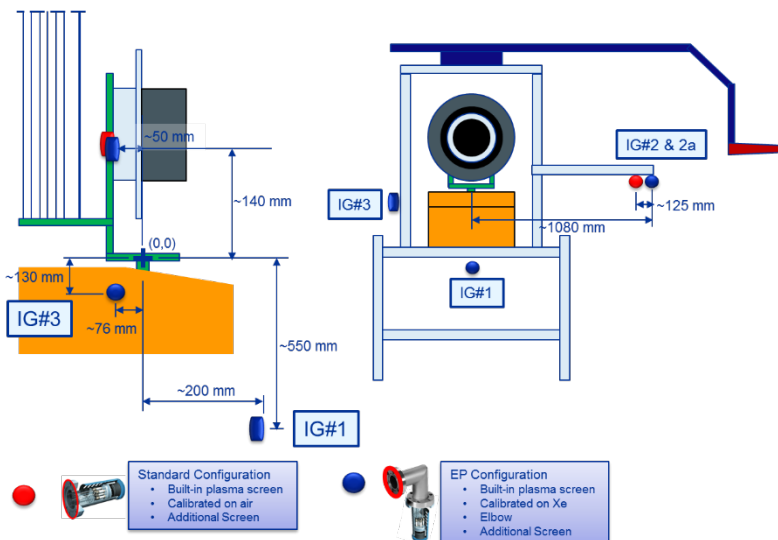 ~50 mm
~140 mm
(0,0)
~130 mm
IG#3
~76 mm
~550 mm
~200 mm
IG#1
IG#2 & 2a
IG#3
~125 mm
~1080 mm
IG#1
Standard Configuration
• Built-in plasma screen
• Calibrated on air
• Additional Screen
EP Configuration
• Built-in plasma screen
• Calibrated on Xe
• Elbow
• Additional Screen